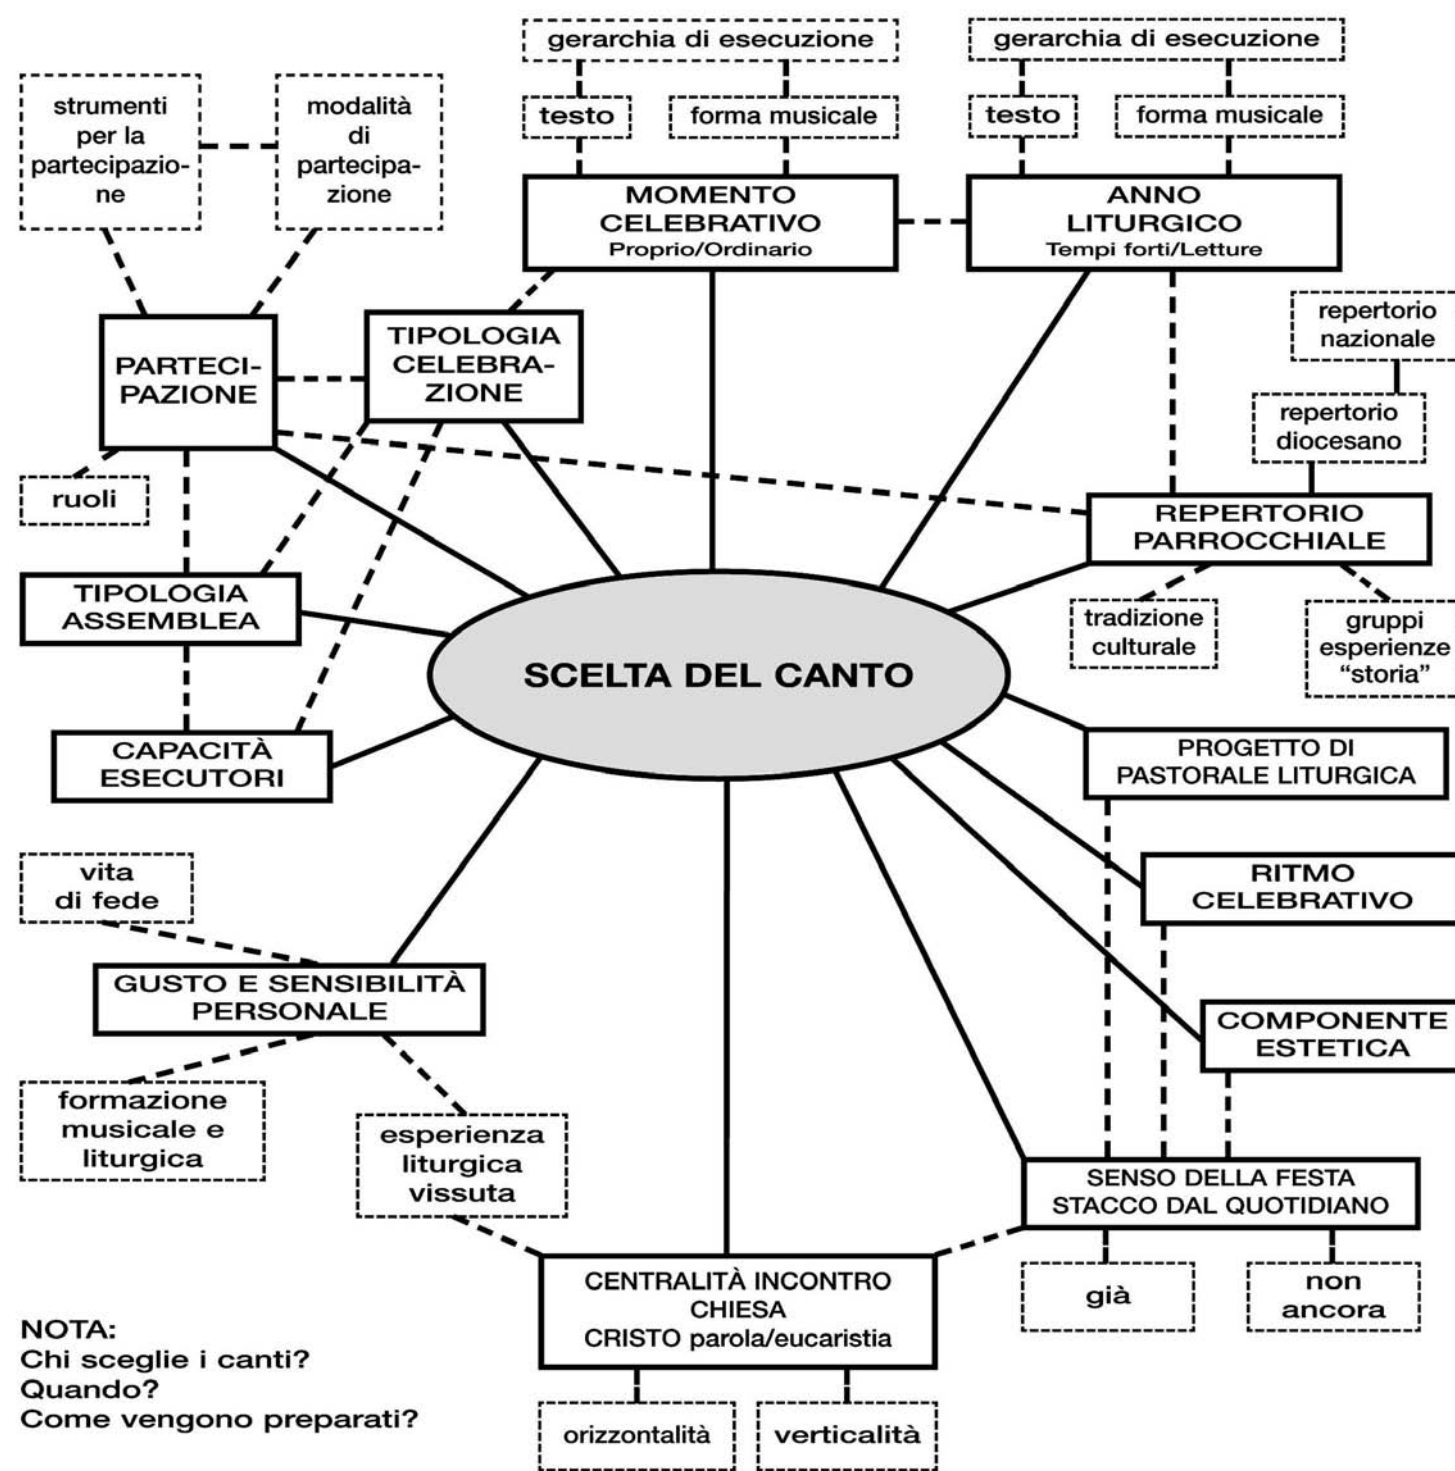 gerarchia di esecuzione
gerarchia di esecuzione
strumenti
per la
partecipazio-
ne
modalità
di
partecipa-
zione
testo
forma musicale
testo
forma musicale
MOMENTO
CELEBRATIVO
Proprio/Ordinario
ANNO
LITURGICO
Tempi forti/Letture
repertorio
nazionale
PARTECI-
PAZIONE
TIPOLOGIA
CELEBRA-
ZIONE
repertorio
diocesano
ruoli
REPERTORIO
PARROCCHIALE
TIPOLOGIA
ASSEMBLEA
tradizione
culturale
gruppi
esperienze
“storia”
SCELTA DEL CANTO
CAPACITÀ
ESECUTORI
PROGETTO DI
PASTORALE LITURGICA
vita
di fede
RITMO
CELEBRATIVO
GUSTO E SENSIBILITÀ
PERSONALE
COMPONENTE
ESTETICA
formazione
musicale e
liturgica
esperienza
liturgica
vissuta
SENSO DELLA FESTA
STACCO DAL QUOTIDIANO
CENTRALITÀ INCONTRO
CHIESA
CRISTO parola/eucaristia
già
non
ancora
NOTA:
Chi sceglie i canti?
Quando?
Come vengono preparati?
orizzontalità
verticalità